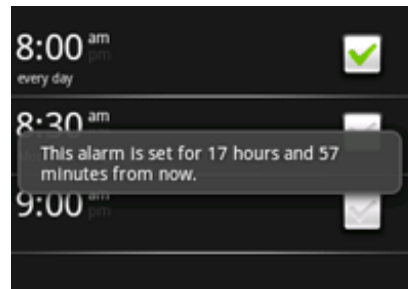 8:00 am
pm
every day
8:30 am
This alarm is set for 17 hours and 57
minutes from now.
9:00 am
pm